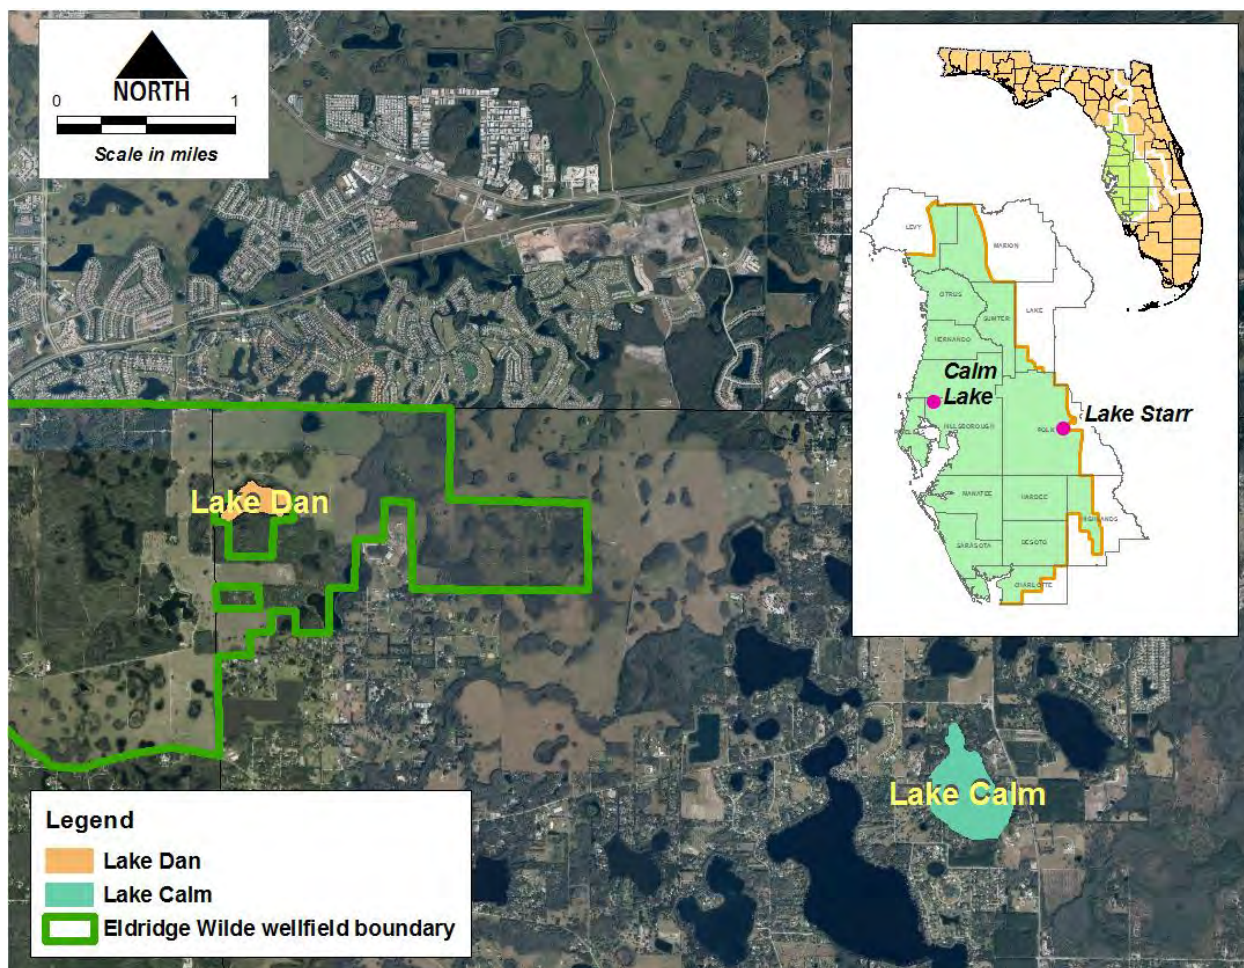 NORTH
0 1
Scale in miles
LEVY
MARION
CITRUS
SUMTER
LAKE
HERNANDO
Calm
Lake
Lake Starr
HILLSBOROUGH
POLK
MANATEE
HARDEE
HIGHLANDS
SARASOTA
DESOTO
CHARLOTTE
Lake Dan
Lake Calm
Legend
Lake Dan
Lake Calm
Eldridge Wilde wellfield boundary